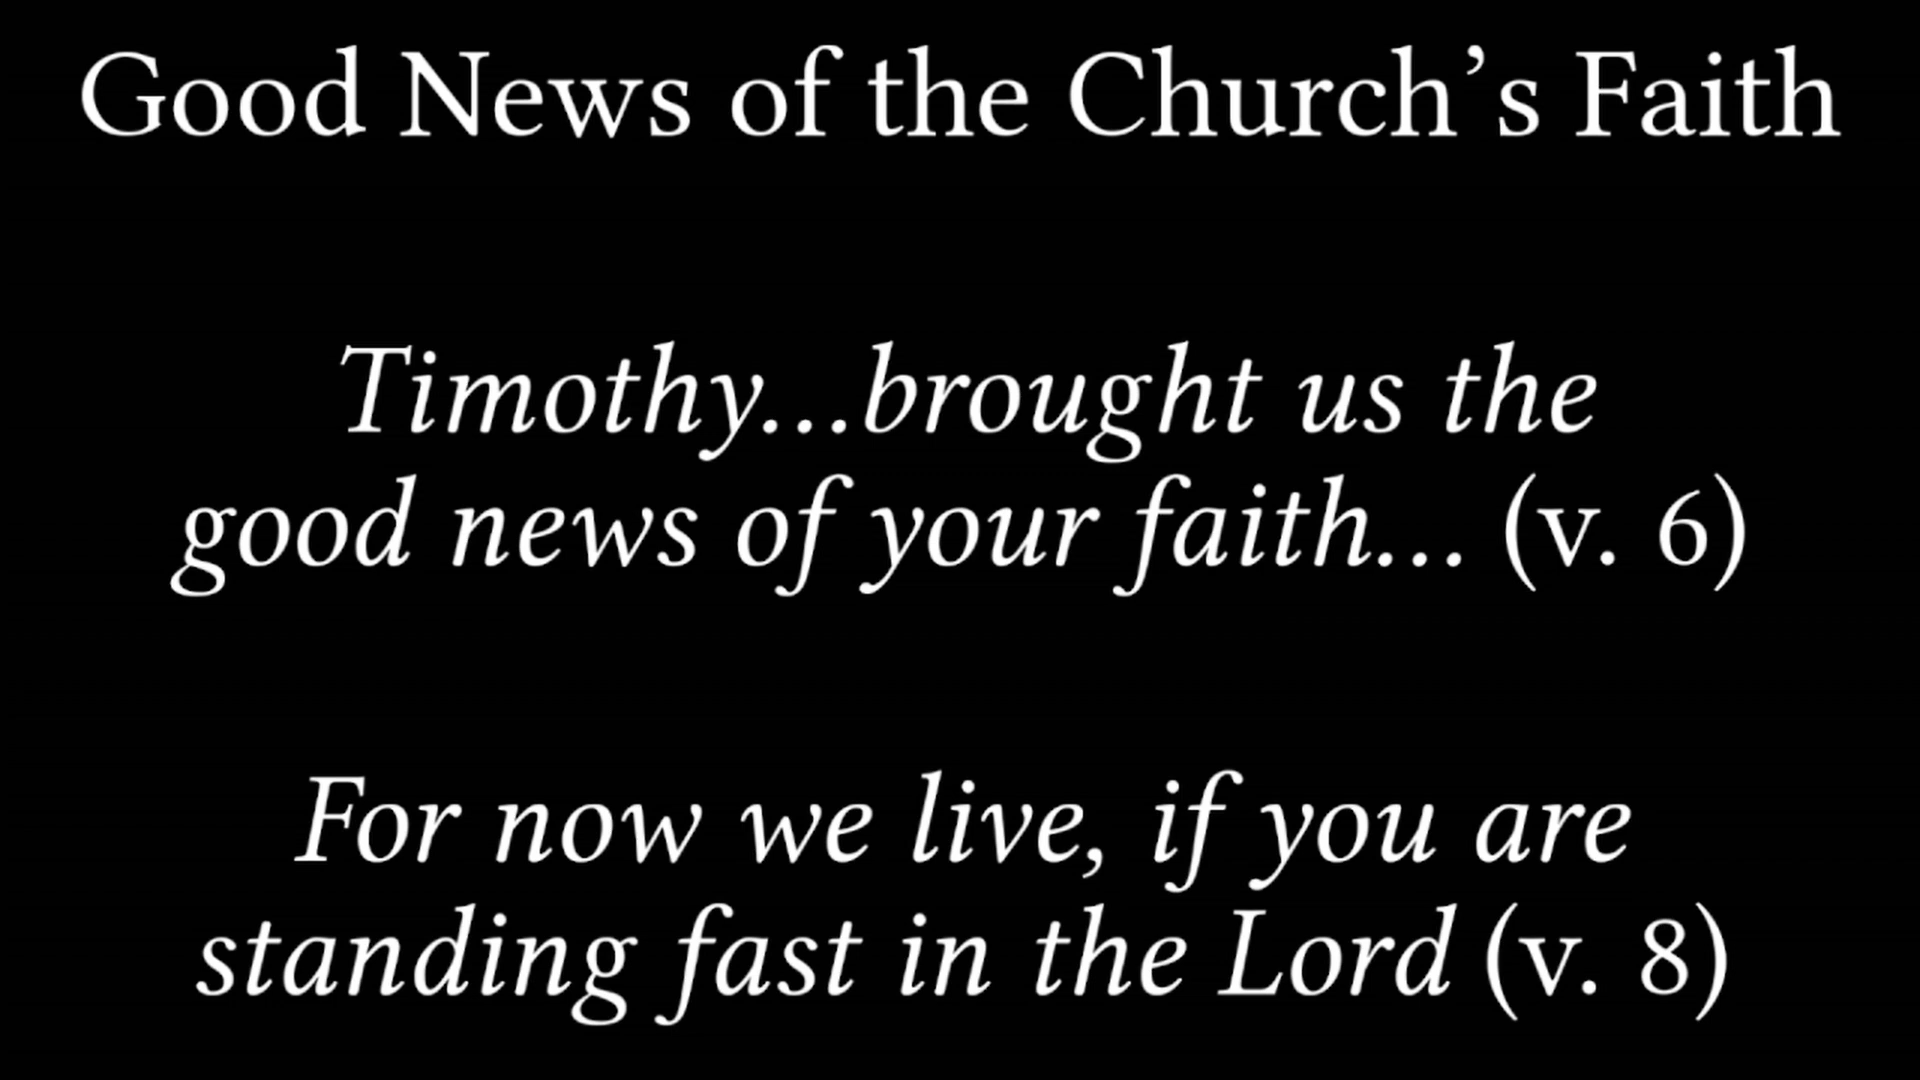 Good News of the Church’s Faith
Timothy...brought us the
good news of your faith... (v. 6)
For now we live, if you are
standing fast in the Lord (v. 8)